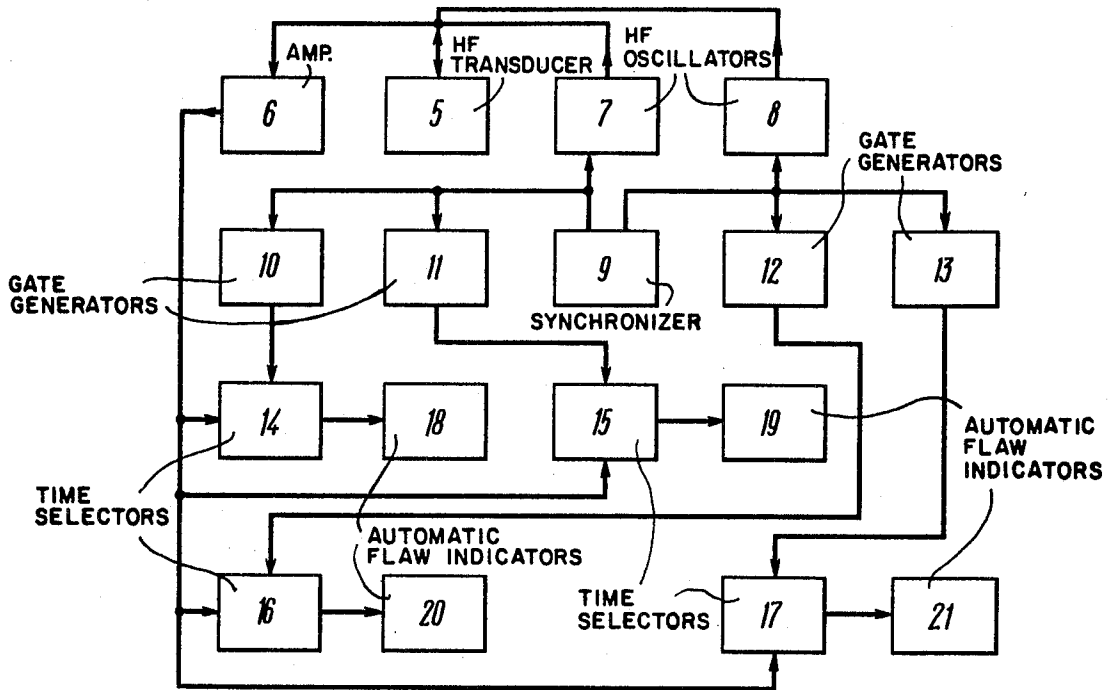 AMP.
HF
TRANSDUCER
HF
OSCILLATORS
6
5
7
8
GATE
GENERATORS
10
11
9
12
13
GATE
GENERATORS
SYNCHRONIZER
14
18
15
19
AUTOMATIC
FLAW
INDICATORS
TIME
SELECTORS
AUTOMATIC
FLAW INDICATORS
16
20
TIME
SELECTORS
17
21